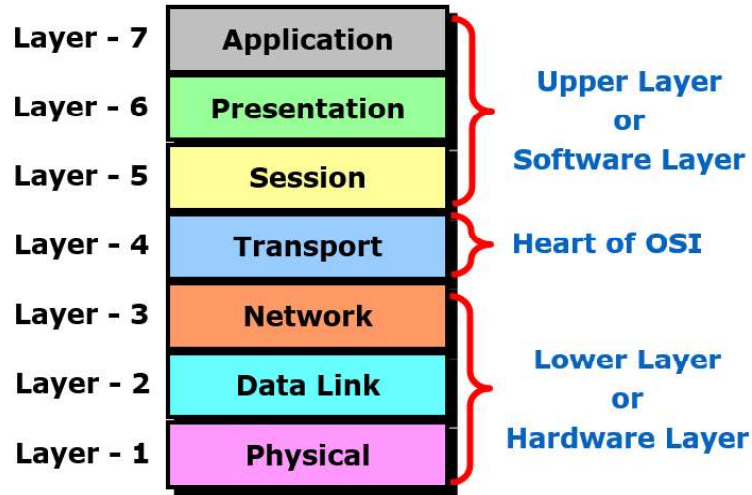 Layer - 7 Application
Layer - 6 Presentation
Layer - 5 Session
Layer - 4 Transport
Layer - 3 Network
Layer - 2 Data Link
Layer - 1 Physical
Upper Layer
or
Software Layer
Heart of OSI
Lower Layer
or
Hardware Layer